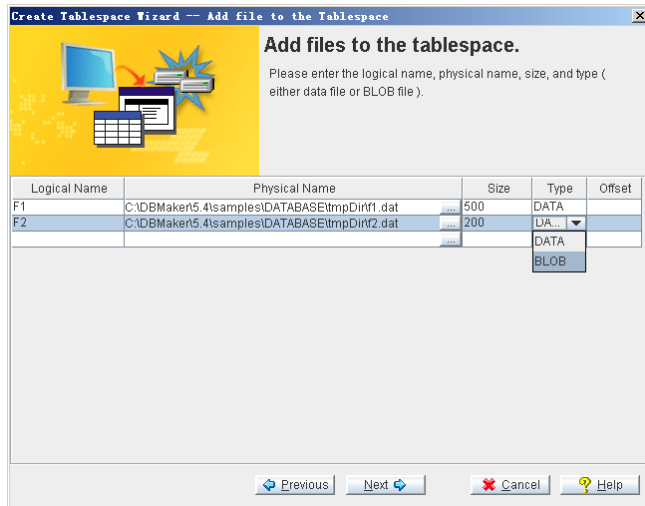 Create Tablespace Wizard -- Add file to the Tablespace
Add files to the tablespace.
Please enter the logical name, physical name, size, and type (
either data file or BLOB file ).
Logical Name Physical Name Size Type Offset
F1 C:\DBMaker\5.4\samples\DATABASE\tmpDir\f1.dat ... 500 DATA
F2 C:\DBMaker\5.4\samples\DATABASE\tmpDir\f2.dat ... 200 DA...
... DATA
BLOB
Previous Next Cancel Help